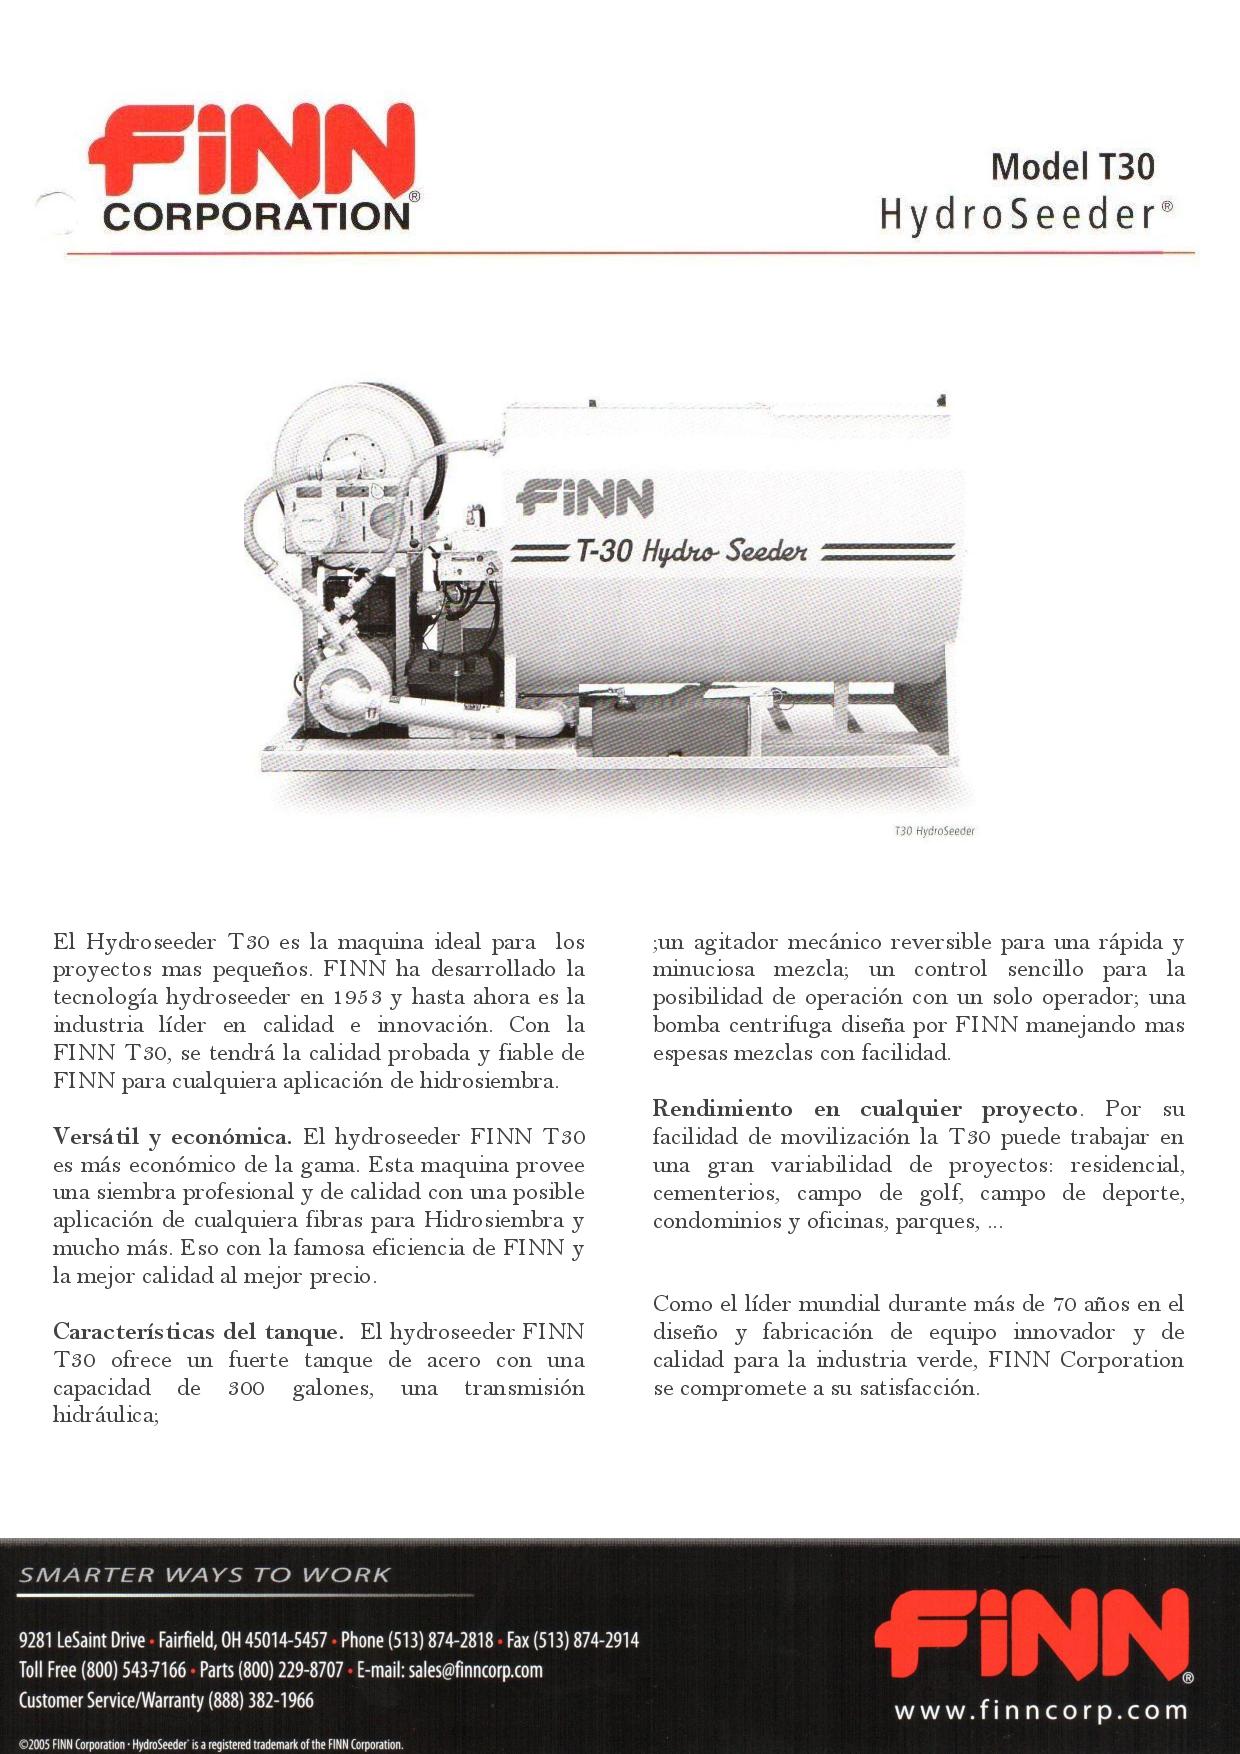 FINN
CORPORATION®
Model T30
HydroSeeder®
FINN
T-30 Hydro Seeder
T30 HydroSeeder
El Hydroseeder T30 es la maquina ideal para los
proyectos mas pequeños. FINN ha desarrollado la
tecnología hydroseeder en 1953 y hasta ahora es la
industria líder en calidad e innovación. Con la
FINN T30, se tendrá la calidad probada y fiable de
FINN para cualquiera aplicación de hidrosiembra.
Versátil y económica. El hydroseeder FINN T30
es más económico de la gama. Esta maquina provee
una siembra profesional y de calidad con una posible
aplicación de cualquiera fibras para Hidrosiembra y
mucho más. Eso con la famosa eficiencia de FINN y
la mejor calidad al mejor precio.
Características del tanque. El hydroseeder FINN
T30 ofrece un fuerte tanque de acero con una
capacidad de 300 galones, una transmisión
hidráulica;
;un agitador mecánico reversible para una rápida y
minuciosa mezcla; un control sencillo para la
posibilidad de operación con un solo operador; una
bomba centrifuga diseña por FINN manejando mas
espesas mezclas con facilidad.
Rendimiento en cualquier proyecto. Por su
facilidad de movilización la T30 puede trabajar en
una gran variabilidad de proyectos: residencial,
cementerios, campo de golf, campo de deporte,
condominios y oficinas, parques, ...
Como el líder mundial durante más de 70 años en el
diseño y fabricación de equipo innovador y de
calidad para la industria verde, FINN Corporation
se compromete a su satisfacción.
SMARTER WAYS TO WORK
9281 LeSaint Drive • Fairfield, OH 45014-5457 • Phone (513) 874-2818 • Fax (513) 874-2914
Toll Free (800) 543-7166 • Parts (800) 229-8707 • E-mail: sales@finncorp.com
Customer Service/Warranty (888) 382-1966
©2005 FINN Corporation · HydroSeeder® is a registered trademark of the FINN Corporation.
FINN®
www.finncorp.com